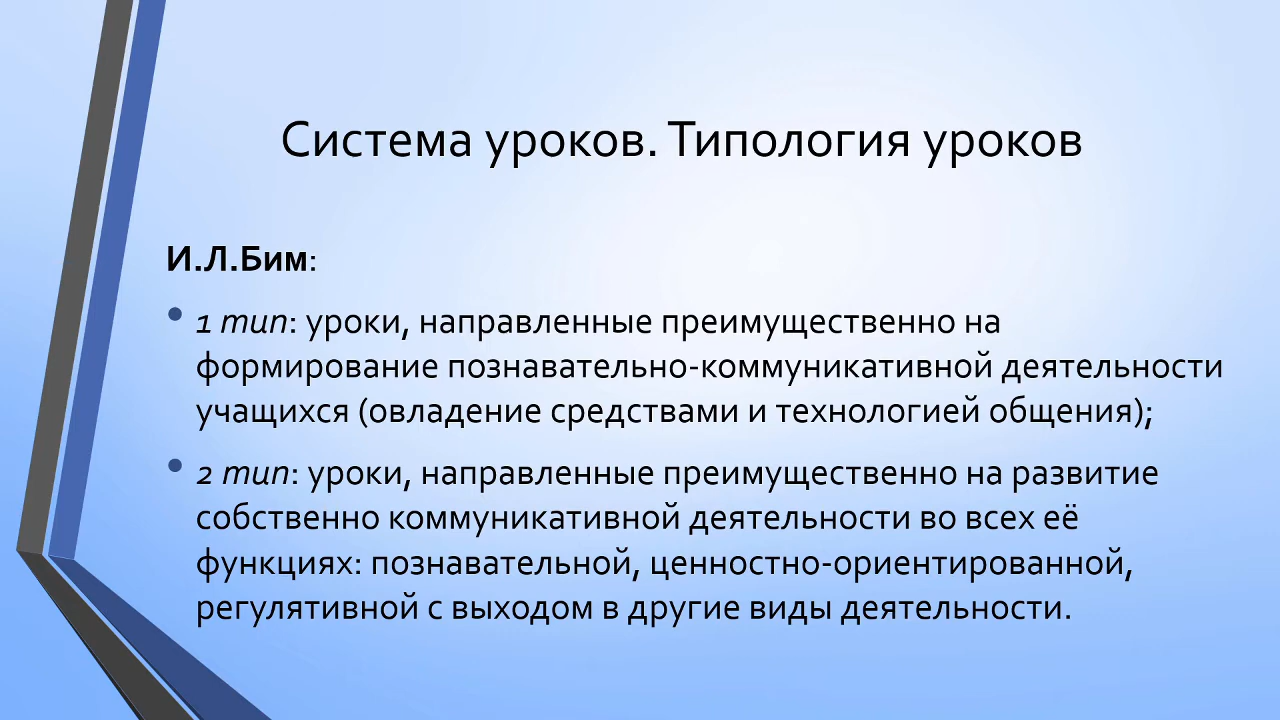 Система уроков. Типология уроков
И.Л.Бим:
• 1 тип: уроки, направленные преимущественно на
формирование познавательно-коммуникативной деятельности
учащихся (овладение средствами и технологией общения);
• 2 тип: уроки, направленные преимущественно на развитие
собственно коммуникативной деятельности во всех её
функциях: познавательной, ценностно-ориентированной,
регулятивной с выходом в другие виды деятельности.